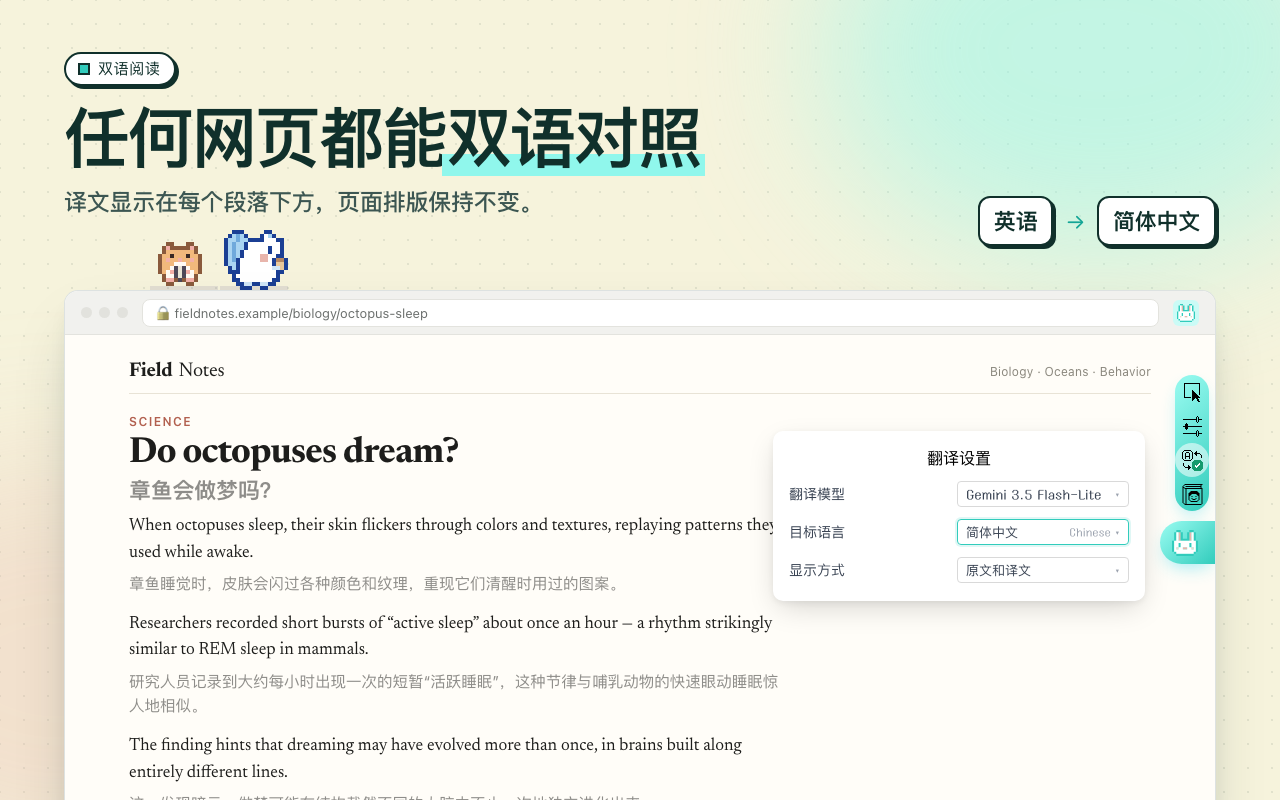 双语阅读
任何网页都能双语对照
译文显示在每个段落下方，页面排版保持不变。
英语 → 简体中文
fieldnotes.example/biology/octopus-sleep
Field Notes
Biology · Oceans · Behavior
SCIENCE
Do octopuses dream?
章鱼会做梦吗？
When octopuses sleep, their skin flickers through colors and textures, replaying patterns they
used while awake.
章鱼睡觉时，皮肤会闪过各种颜色和纹理，重现它们清醒时用过的图案。
Researchers recorded short bursts of “active sleep” about once an hour — a rhythm strikingly
similar to REM sleep in mammals.
研究人员记录到大约每小时出现一次的短暂“活跃睡眠”，这种节律与哺乳动物的快速眼动睡眠惊
人地相似。
The finding hints that dreaming may have evolved more than once, in brains built along
entirely different lines.
翻译设置
翻译模型 Gemini 3.5 Flash-Lite
目标语言 简体中文 Chinese
显示方式 原文和译文